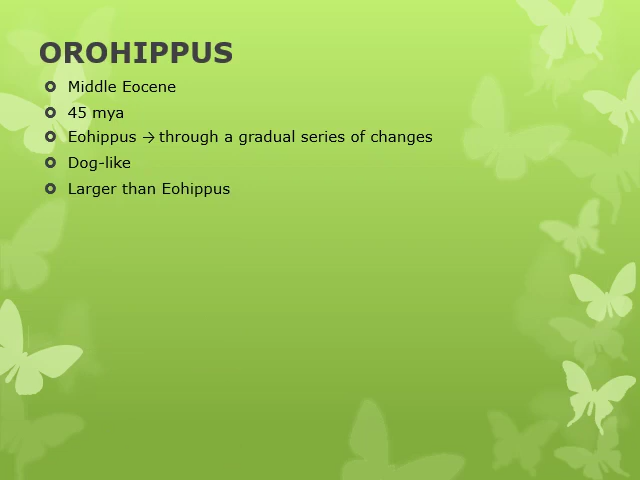 OROHIPPUS
Middle Eocene
45 mya
Eohippus → through a gradual series of changes
Dog-like
Larger than Eohippus